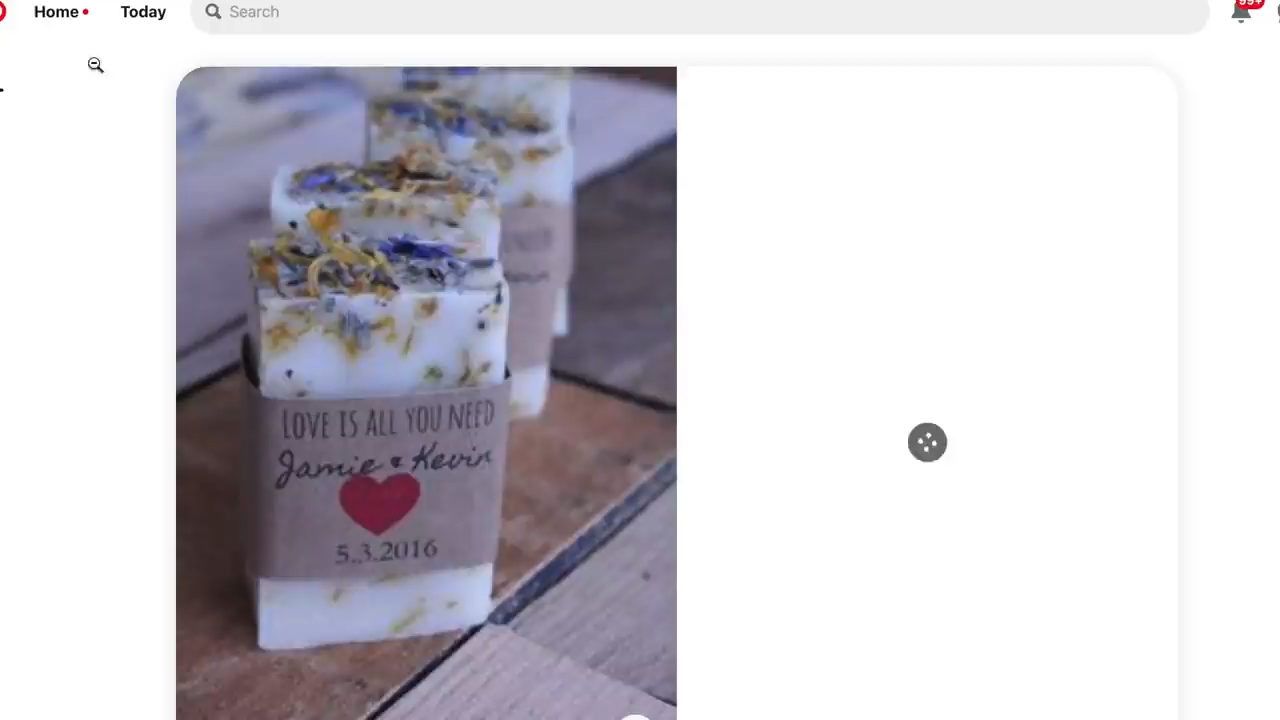 Home
Today
Search
99+
LOVE IS ALL YOU NEED
Jamie & Kevin
5.3.2016